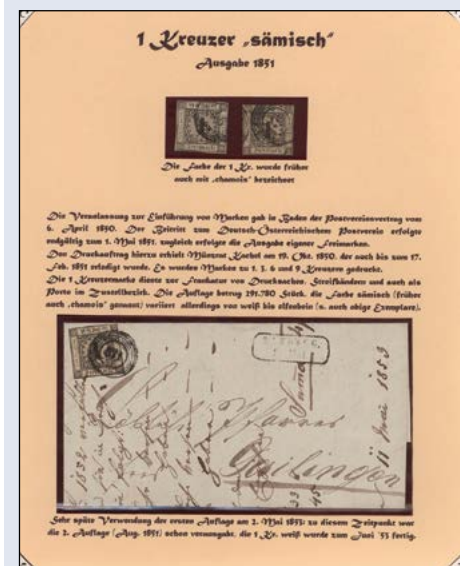 1 Kreuzer „sämisch“
Ausgabe 1851
Die Farbe der 1 Kr. wurde früher
auch mit „chamois“ bezeichnet
Die Veranlassung zur Einführung von Marken gab in Baden der Postvereinvertrag vom
6. April 1850. Der Beitritt zum Deutsch-Österreichischem Postverein erfolgte
endgültig zum 1. Mai 1851, zugleich erfolgte die Ausgabe eigener Freimarken.
Den Druckauftrag hierzu erhielt Münzrat Kachel am 19. Okt. 1850, der auch bis zum 17.
Feb. 1851 erledigt wurde. Es wurden Marken zu 1, 3, 6 und 9 Kreuzern gedruckt.
Die 1 Kreuzermarke diente zur Frankatur von Drucksachen, Streifbändern und auch als
Porto im Zustellbezirk. Die Auflage betrug 291.780 Stück, die Farbe sämisch (früher
auch „chamois“ genannt) variiert allerdings von weiß bis elfenbein (s. auch obige Exemplare).
Gailingen
11 Mai 1853
Sehr späte Verwendung der ersten Auflage am 2. Mai 1853; zu diesem Zeitpunkt war
die 2. Auflage (Aug. 1851) schon verausgabt, die 1 Kr. weiß wurde zum Juni '53 fertig.